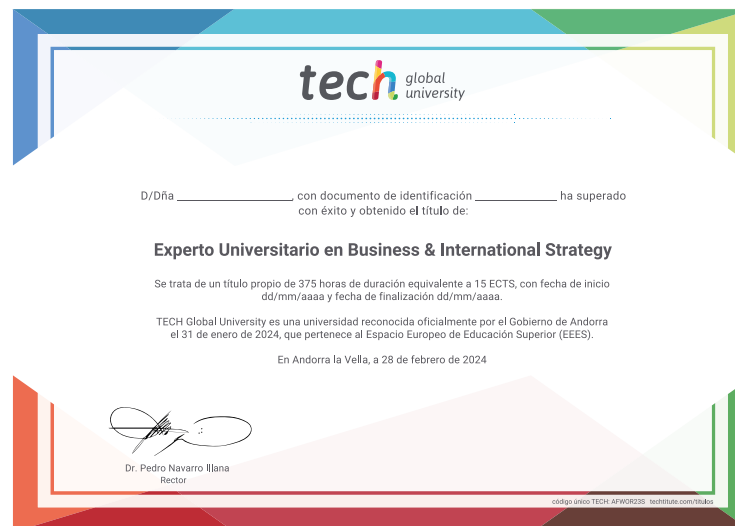 tech global university
D/Dña ____________________, con documento de identificación ______________ ha superado
con éxito y obtenido el título de:
Experto Universitario en Business & International Strategy
Se trata de un título propio de 375 horas de duración equivalente a 15 ECTS, con fecha de inicio
dd/mm/aaaa y fecha de finalización dd/mm/aaaa.
TECH Global University es una universidad reconocida oficialmente por el Gobierno de Andorra
el 31 de enero de 2024, que pertenece al Espacio Europeo de Educación Superior (EEES).
En Andorra la Vella, a 28 de febrero de 2024
Dr. Pedro Navarro Illana
Rector
código único TECH: AFWOR23S techtitute.com/titulos